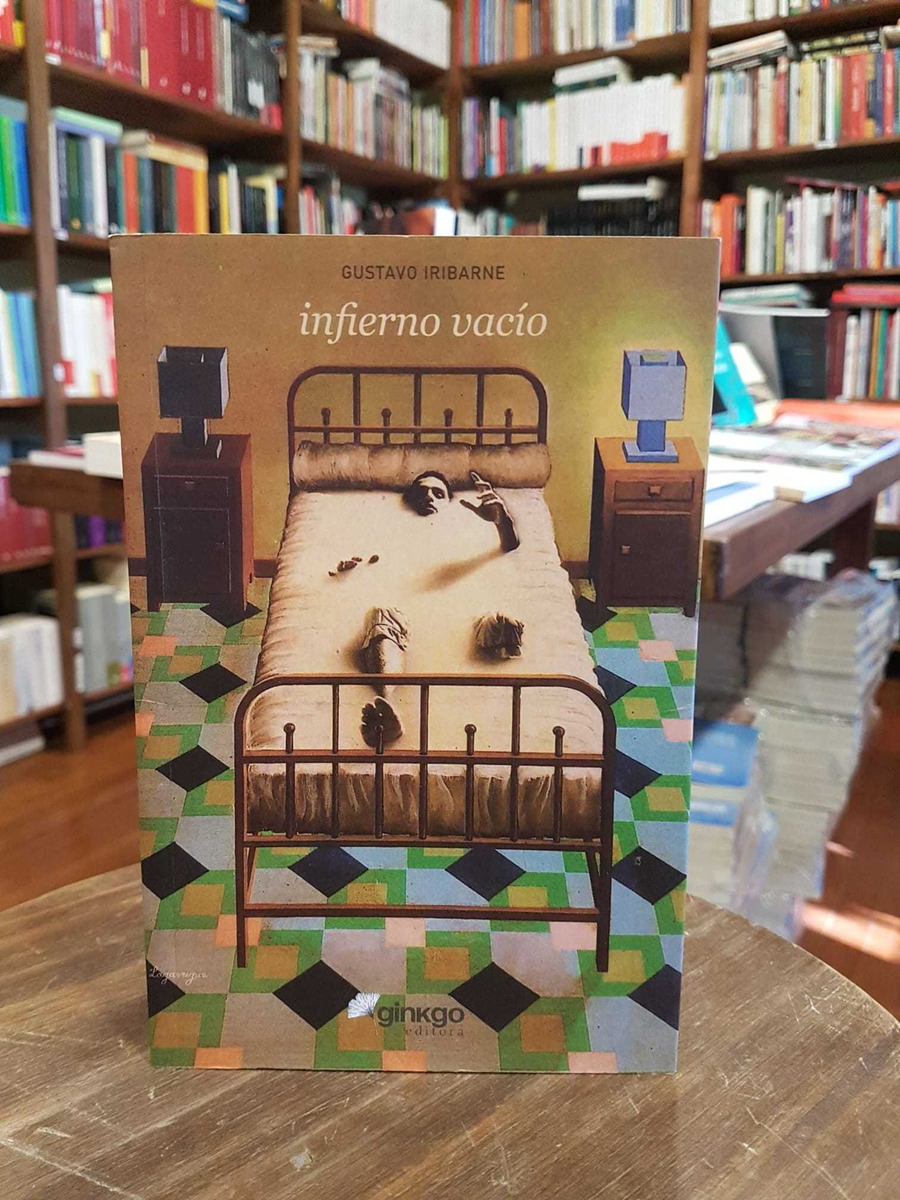 GUSTAVO IRIBARNE
infierno vacío
ginkgo
editora